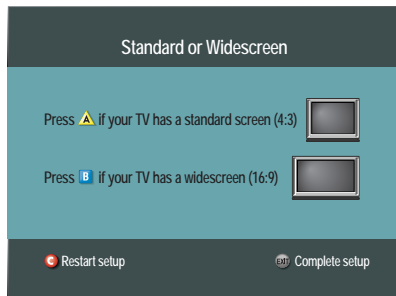 Standard or Widescreen
Press A if your TV has a standard screen (4:3)
Press B if your TV has a widescreen (16:9)
C Restart setup
EXIT Complete setup